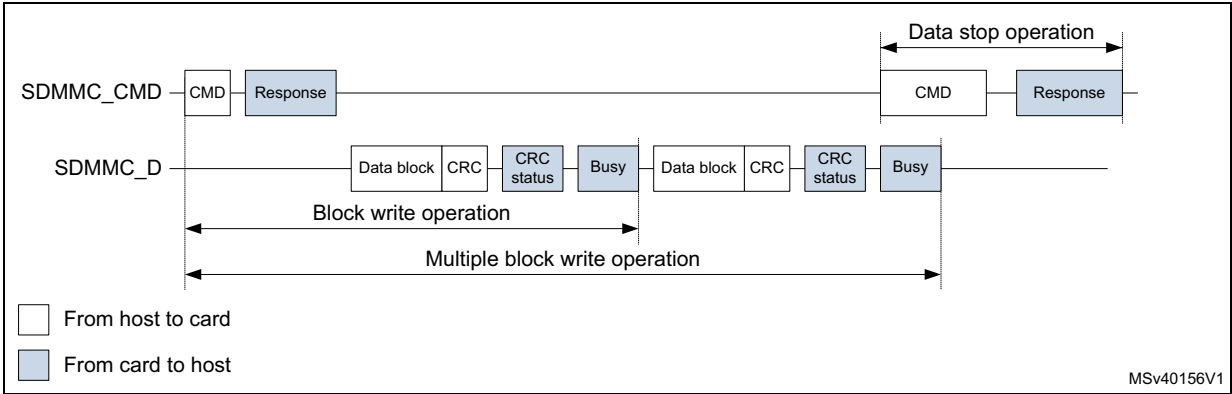 Data stop operation
SDMMC_CMD CMD Response CMD Response
SDMMC_D Data block CRC CRC status Busy Data block CRC CRC status Busy
Block write operation
Multiple block write operation
From host to card
From card to host
MSv40156V1